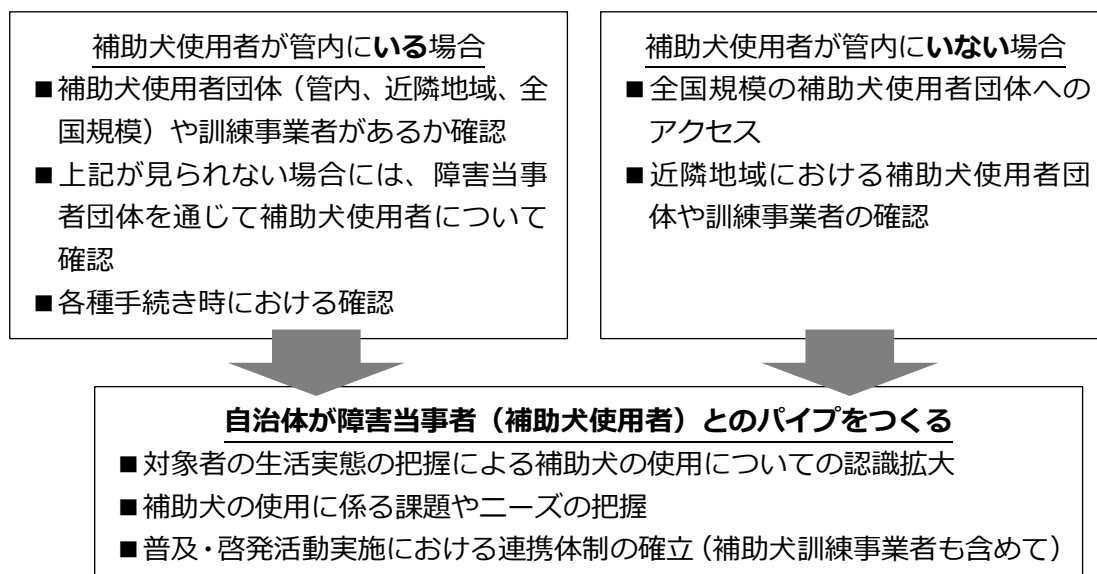 補助犬使用者が管内にいる場合
■補助犬使用者団体（管内、近隣地域、全
国規模）や訓練事業者があるか確認
■上記が見られない場合には、障害当事
者団体を通じて補助犬使用者について
確認
■各種手続き時における確認
補助犬使用者が管内にいない場合
■全国規模の補助犬使用者団体への
アクセス
■近隣地域における補助犬使用者団
体や訓練事業者の確認
自治体が障害当事者（補助犬使用者）とのパイプをつくる
■対象者の生活実態の把握による補助犬の使用についての認識拡大
■補助犬の使用に係る課題やニーズの把握
■普及・啓発活動実施における連携体制の確立（補助犬訓練事業者も含めて）